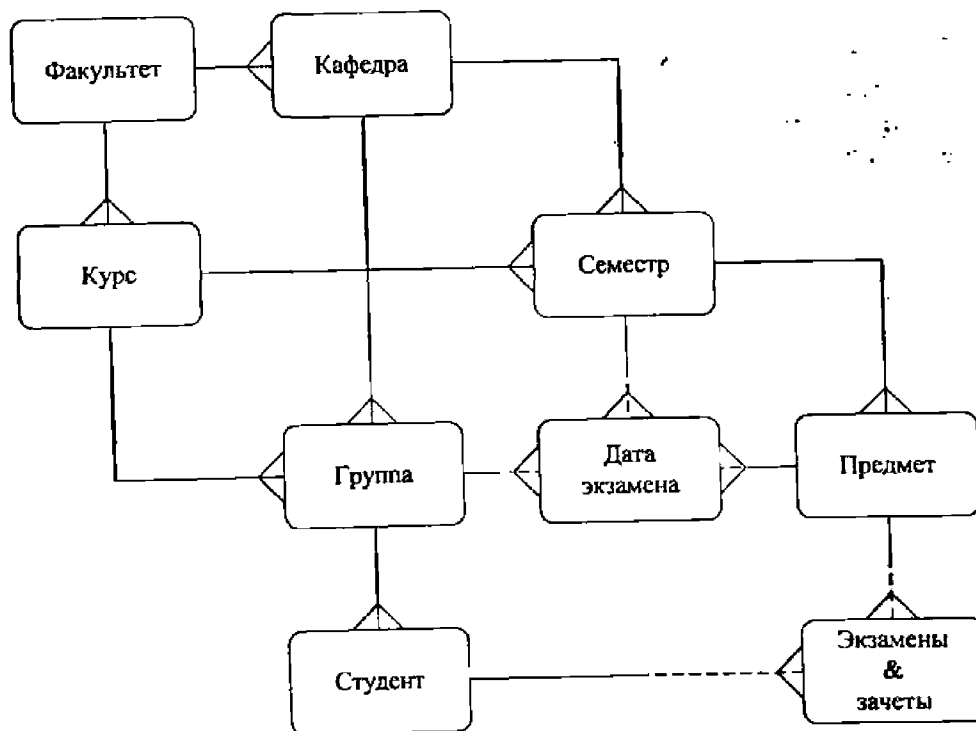 Факультет
Кафедра
Курс
Семестр
Группа
Дата
экзамена
Предмет
Студент
Экзамены
&
зачеты